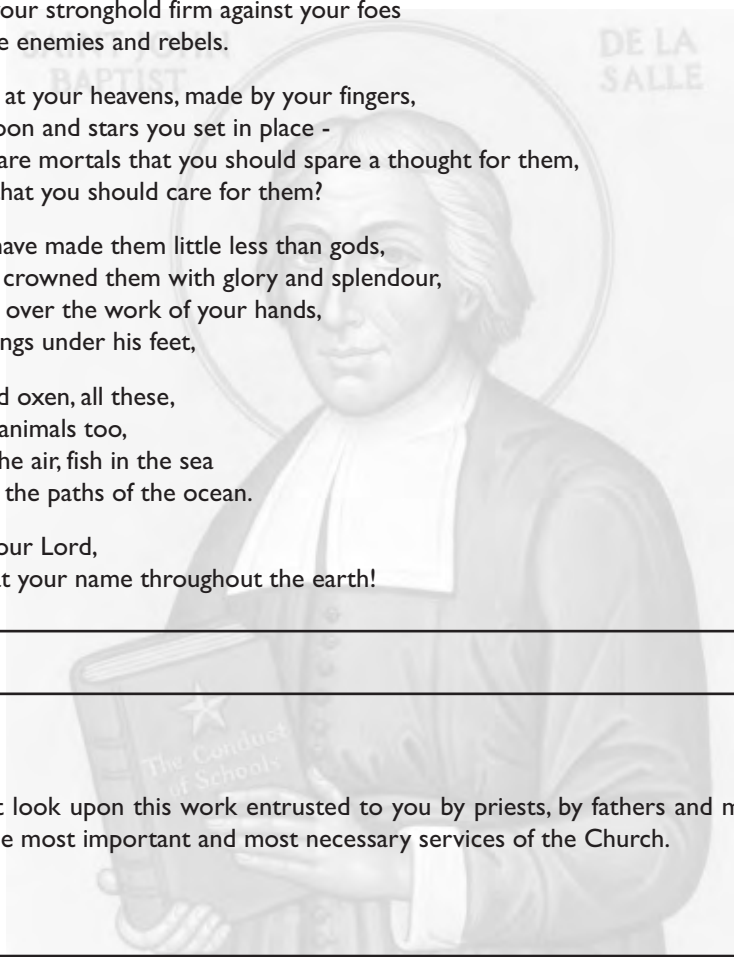 our stronghold firm against your foes
e enemies and rebels.
SAINT JOHN
BAPTIST
DE LA
SALLE
at your heavens, made by your fingers,
oon and stars you set in place -
are mortals that you should spare a thought for them,
hat you should care for them?
have made them little less than gods,
crowned them with glory and splendour,
over the work of your hands,
ngs under his feet,
d oxen, all these,
animals too,
he air, fish in the sea
the paths of the ocean.
our Lord,
at your name throughout the earth!
The Conduct
of Schools
t look upon this work entrusted to you by priests, by fathers and m
e most important and most necessary services of the Church.